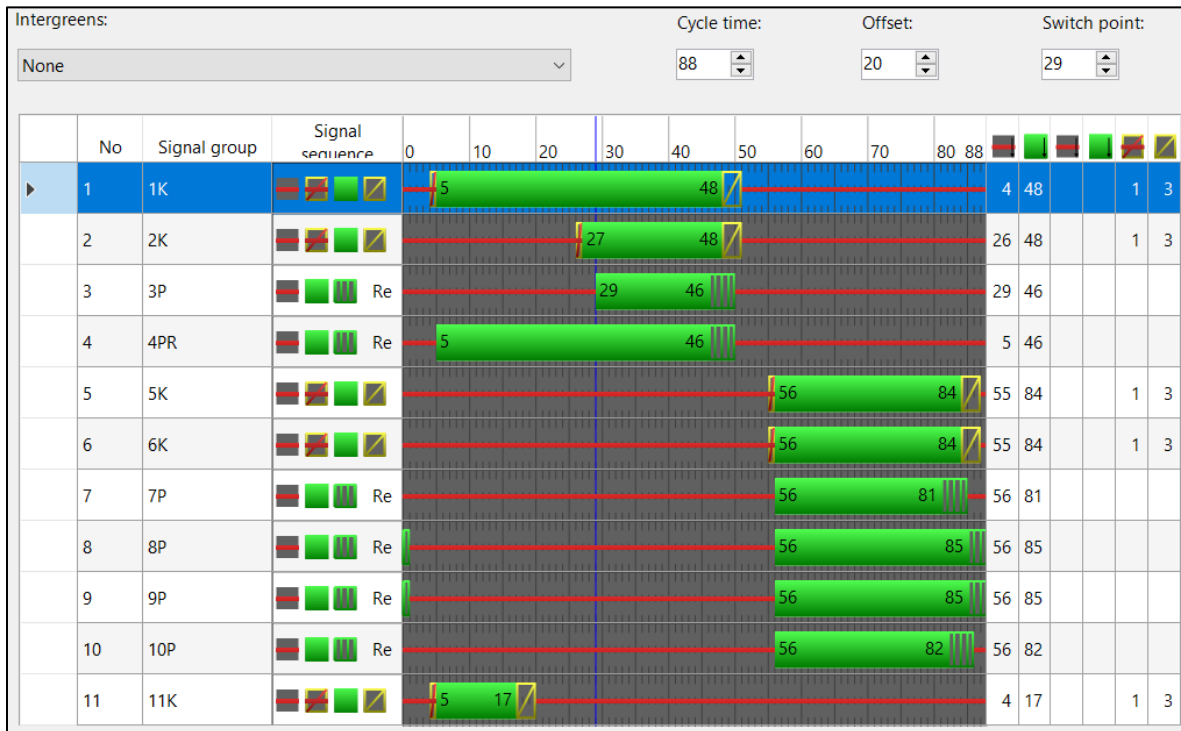 Intergreens: Cycle time: Offset: Switch point:
None 88 20 29
No Signal group Signal sequence 0 10 20 30 40 50 60 70 80 88
1 1K 5 48 4 48 1 3
2 2K 27 48 26 48 1 3
3 3P Re 29 46 29 46
4 4PR Re 5 46 5 46
5 5K 56 84 55 84 1 3
6 6K 56 84 55 84 1 3
7 7P Re 56 81 56 81
8 8P Re 56 85 56 85
9 9P Re 56 85 56 85
10 10P Re 56 82 56 82
11 11K 5 17 4 17 1 3